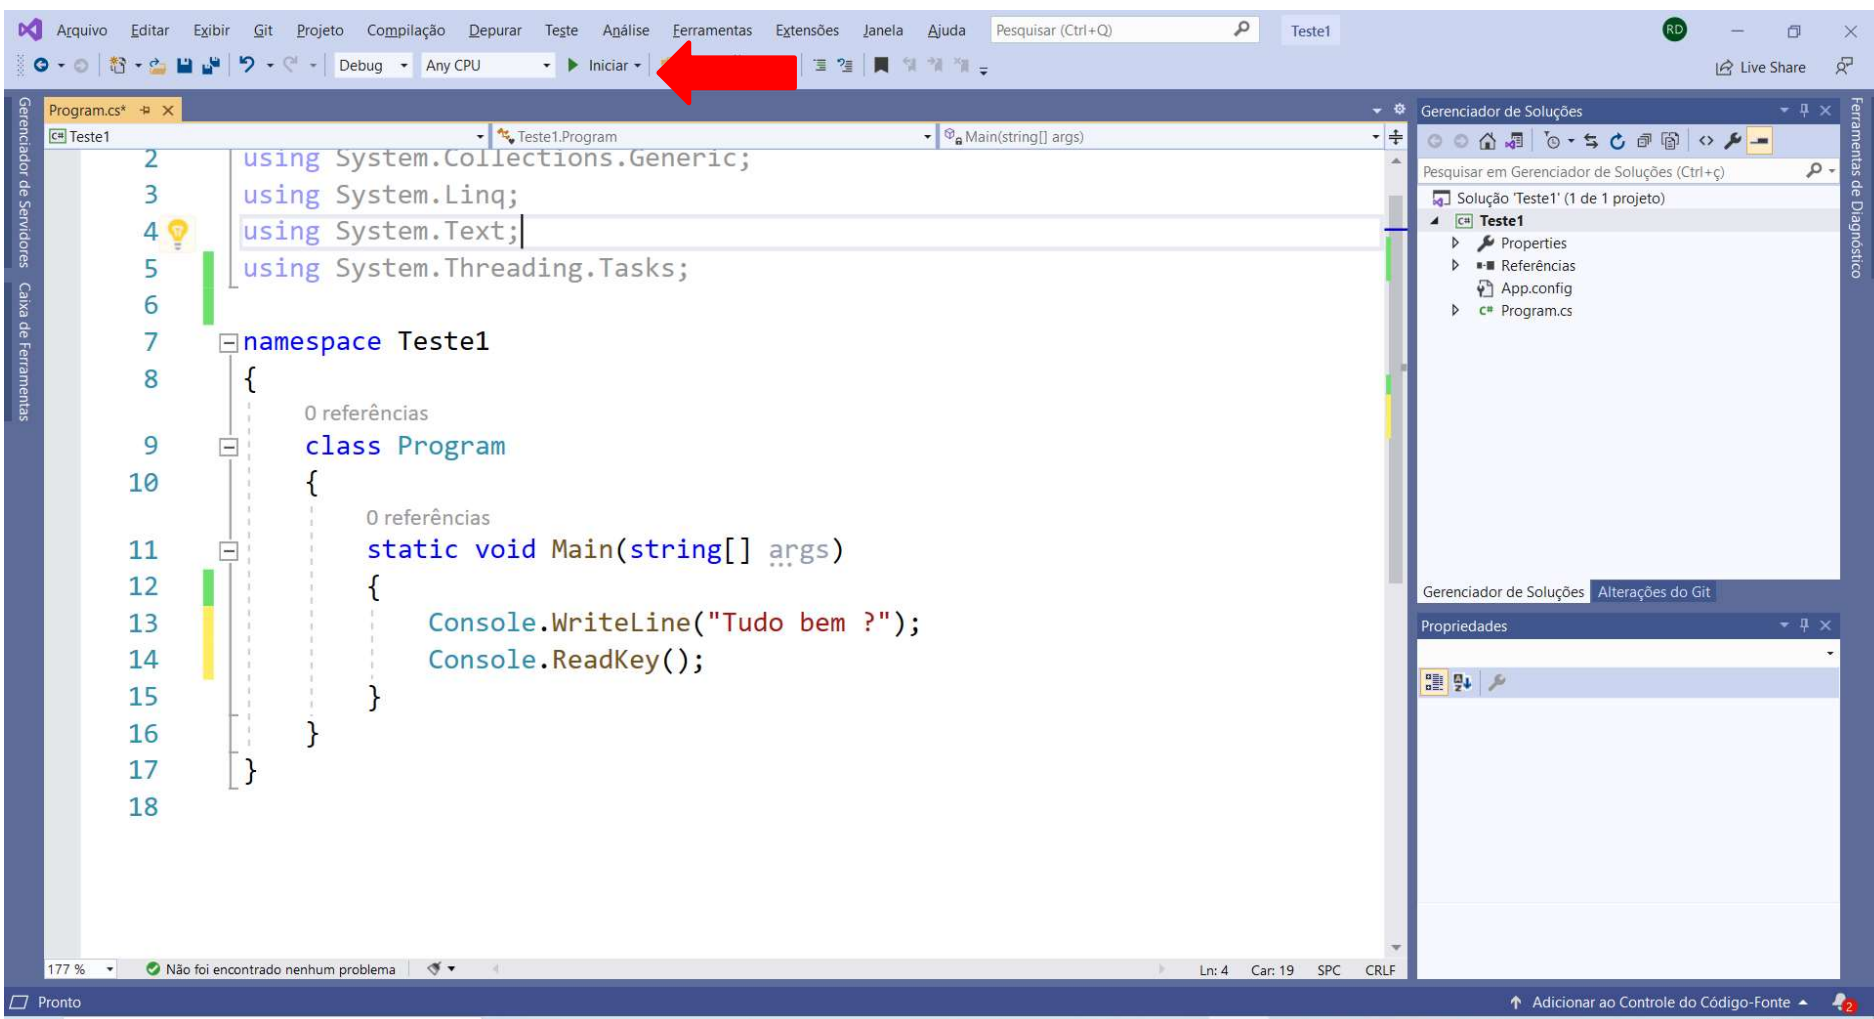 Arquivo Editar Exibir Git Projeto Compilação Depurar Teste Análise Ferramentas Extensões Janela Ajuda Pesquisar (Ctrl+Q) Teste1 RD
Debug Any CPU Iniciar Live Share
Gerenciador de Servidores
Caixa de Ferramentas
Program.cs*
Teste1 Teste1.Program Main(string[] args)
2 using System.Collections.Generic;
3 using System.Linq;
4 using System.Text;
5 using System.Threading.Tasks;
6
7 namespace Teste1
8 {
0 referências
9 class Program
10 {
0 referências
11 static void Main(string[] args)
12 {
13 Console.WriteLine("Tudo bem ?");
14 Console.ReadKey();
15 }
16 }
17 }
18
177 % Não foi encontrado nenhum problema Ln: 4 Car: 19 SPC CRLF
Gerenciador de Soluções
Pesquisar em Gerenciador de Soluções (Ctrl+ç)
Solução 'Teste1' (1 de 1 projeto)
C# Teste1
Properties
Referências
App.config
C# Program.cs
Gerenciador de Soluções Alterações do Git
Propriedades
Ferramentas de Diagnóstico
Pronto Adicionar ao Controle do Código-Fonte 2